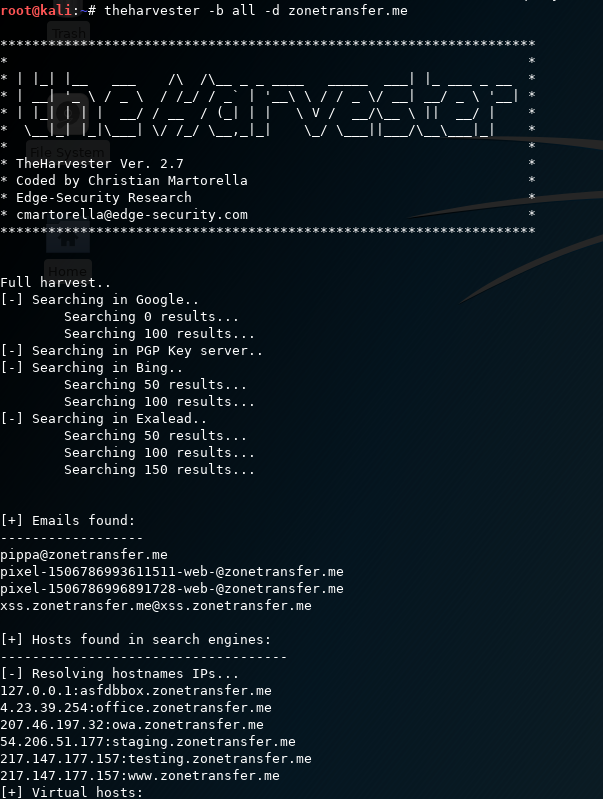 root@kali:~# theharvester -b all -d zonetransfer.me
*******************************************************************
*                                                                 *
* | |_| |__   ___    /\  /\__ _ _ ____   _____  ___| |_ ___ _ __  *
* | __| '_ \ / _ \  / /_/ / _` | '__\ \ / / _ \/ __| __/ _ \ '__| *
* | |_| | | |  __/ / __  / (_| | |   \ V /  __/\__ \ ||  __/ |    *
*  \__|_| |_|\___| \/ /_/ \__,_|_|    \_/ \___||___/\__\___|_|    *
*                                                                 *
* TheHarvester Ver. 2.7                                           *
* Coded by Christian Martorella                                   *
* Edge-Security Research                                          *
* cmartorella@edge-security.com                                   *
*******************************************************************
Trash
File System
Home
Full harvest..
[-] Searching in Google..
        Searching 0 results...
        Searching 100 results...
[-] Searching in PGP Key server..
[-] Searching in Bing..
        Searching 50 results...
        Searching 100 results...
[-] Searching in Exalead..
        Searching 50 results...
        Searching 100 results...
        Searching 150 results...
[+] Emails found:
------------------
pippa@zonetransfer.me
pixel-1506786993611511-web-@zonetransfer.me
pixel-1506786996891728-web-@zonetransfer.me
xss.zonetransfer.me@xss.zonetransfer.me
[+] Hosts found in search engines:
------------------------------------
[-] Resolving hostnames IPs...
127.0.0.1:asfdbbox.zonetransfer.me
4.23.39.254:office.zonetransfer.me
207.46.197.32:owa.zonetransfer.me
54.206.51.177:staging.zonetransfer.me
217.147.177.157:testing.zonetransfer.me
217.147.177.157:www.zonetransfer.me
[+] Virtual hosts: